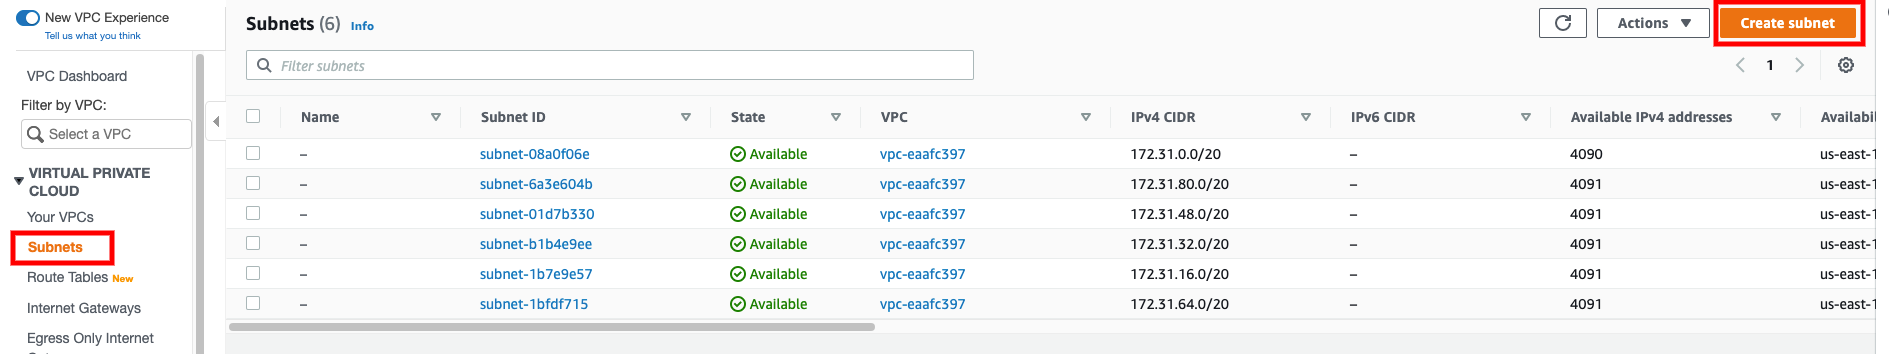 New VPC Experience
Tell us what you think
VPC Dashboard
Filter by VPC:
Select a VPC
VIRTUAL PRIVATE
CLOUD
Your VPCs
Subnets
Route Tables New
Internet Gateways
Egress Only Internet
Subnets (6) Info
Actions
Create subnet
Filter subnets
1
Name Subnet ID State VPC IPv4 CIDR IPv6 CIDR Available IPv4 addresses Availabil
– subnet-08a0f06e Available vpc-eaafc397 172.31.0.0/20 – 4090 us-east-1
– subnet-6a3e604b Available vpc-eaafc397 172.31.80.0/20 – 4091 us-east-1
– subnet-01d7b330 Available vpc-eaafc397 172.31.48.0/20 – 4091 us-east-1
– subnet-b1b4e9ee Available vpc-eaafc397 172.31.32.0/20 – 4091 us-east-1
– subnet-1b7e9e57 Available vpc-eaafc397 172.31.16.0/20 – 4091 us-east-1
– subnet-1bfdf715 Available vpc-eaafc397 172.31.64.0/20 – 4091 us-east-1